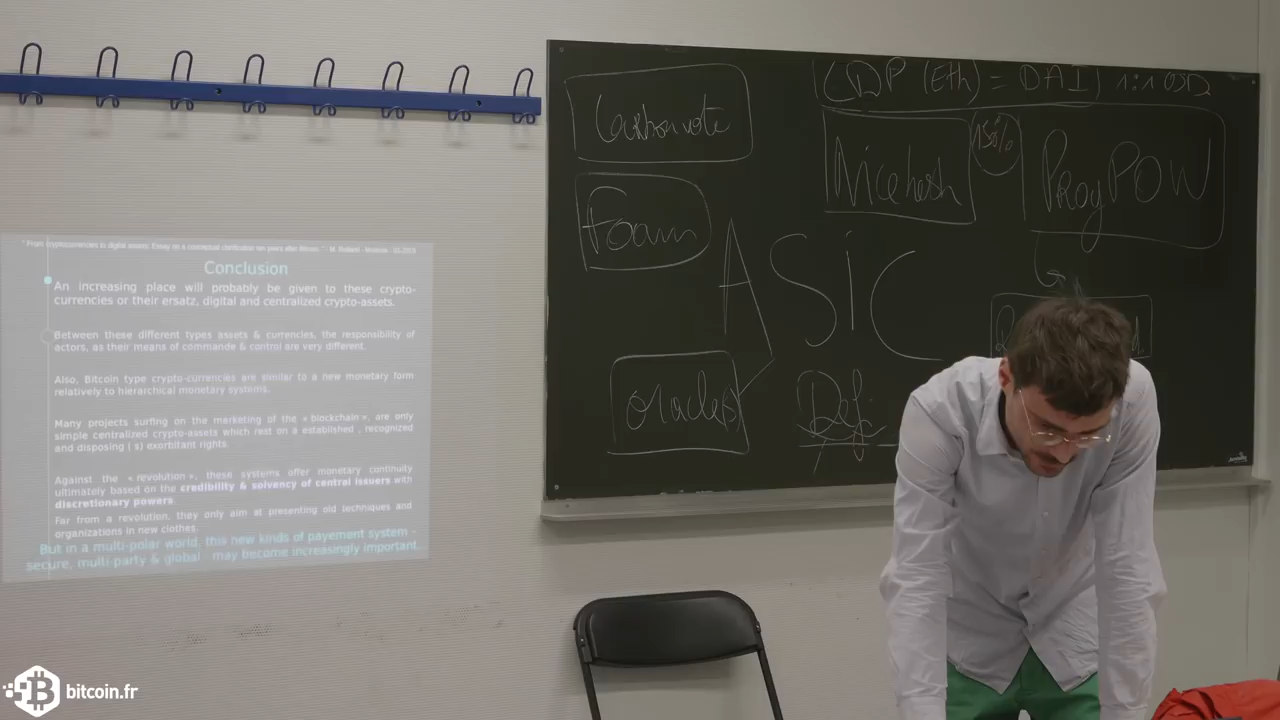 " From cryptocurrencies to digital assets: Essay on a conceptual clarification ten years after Bitcoin. "
Conclusion
An increasing place will probably be given to these crypto-
currencies or their ersatz, digital and centralized crypto-assets.
Between these different types assets & currencies, the responsibility of
actors, as their means of commande & control are very different.
Also, Bitcoin type crypto-currencies are similar to a new monetary form
relatively to hierarchical monetary systems.
Many projects surfing on the marketing of the « blockchain », are only
simple centralized crypto-assets which rest on a established , recognized
and disposing ( s) exorbitant rights.
Against the « revolution », these systems offer monetary continuity
ultimately based on the credibility & solvency of central issuers with
discretionary powers.
Far from a revolution, they only aim at presenting old techniques and
organizations in new clothes.
But in a multi-polar world, this new kinds of payement system -
secure, multi-party & global - may become increasingly important.
CDP (Eth) = DAI 1:1 USD
Carbonvote
Nicehash
150%
ProgPOW
Foam
ASIC
oracle(s)
bitcoin.fr